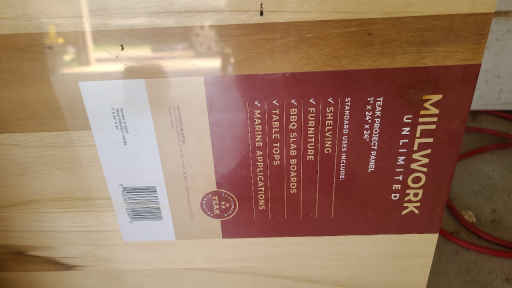 MILLWORK
UNLIMITED
TEAK PROJECT PANEL
1" X 24" X 24"
STANDARD USES INCLUDE:
✓ SHELVING
✓ FURNITURE
✓ BBQ SLAB BOARDS
✓ TABLE TOPS
✓ MARINE APPLICATIONS
TEAK